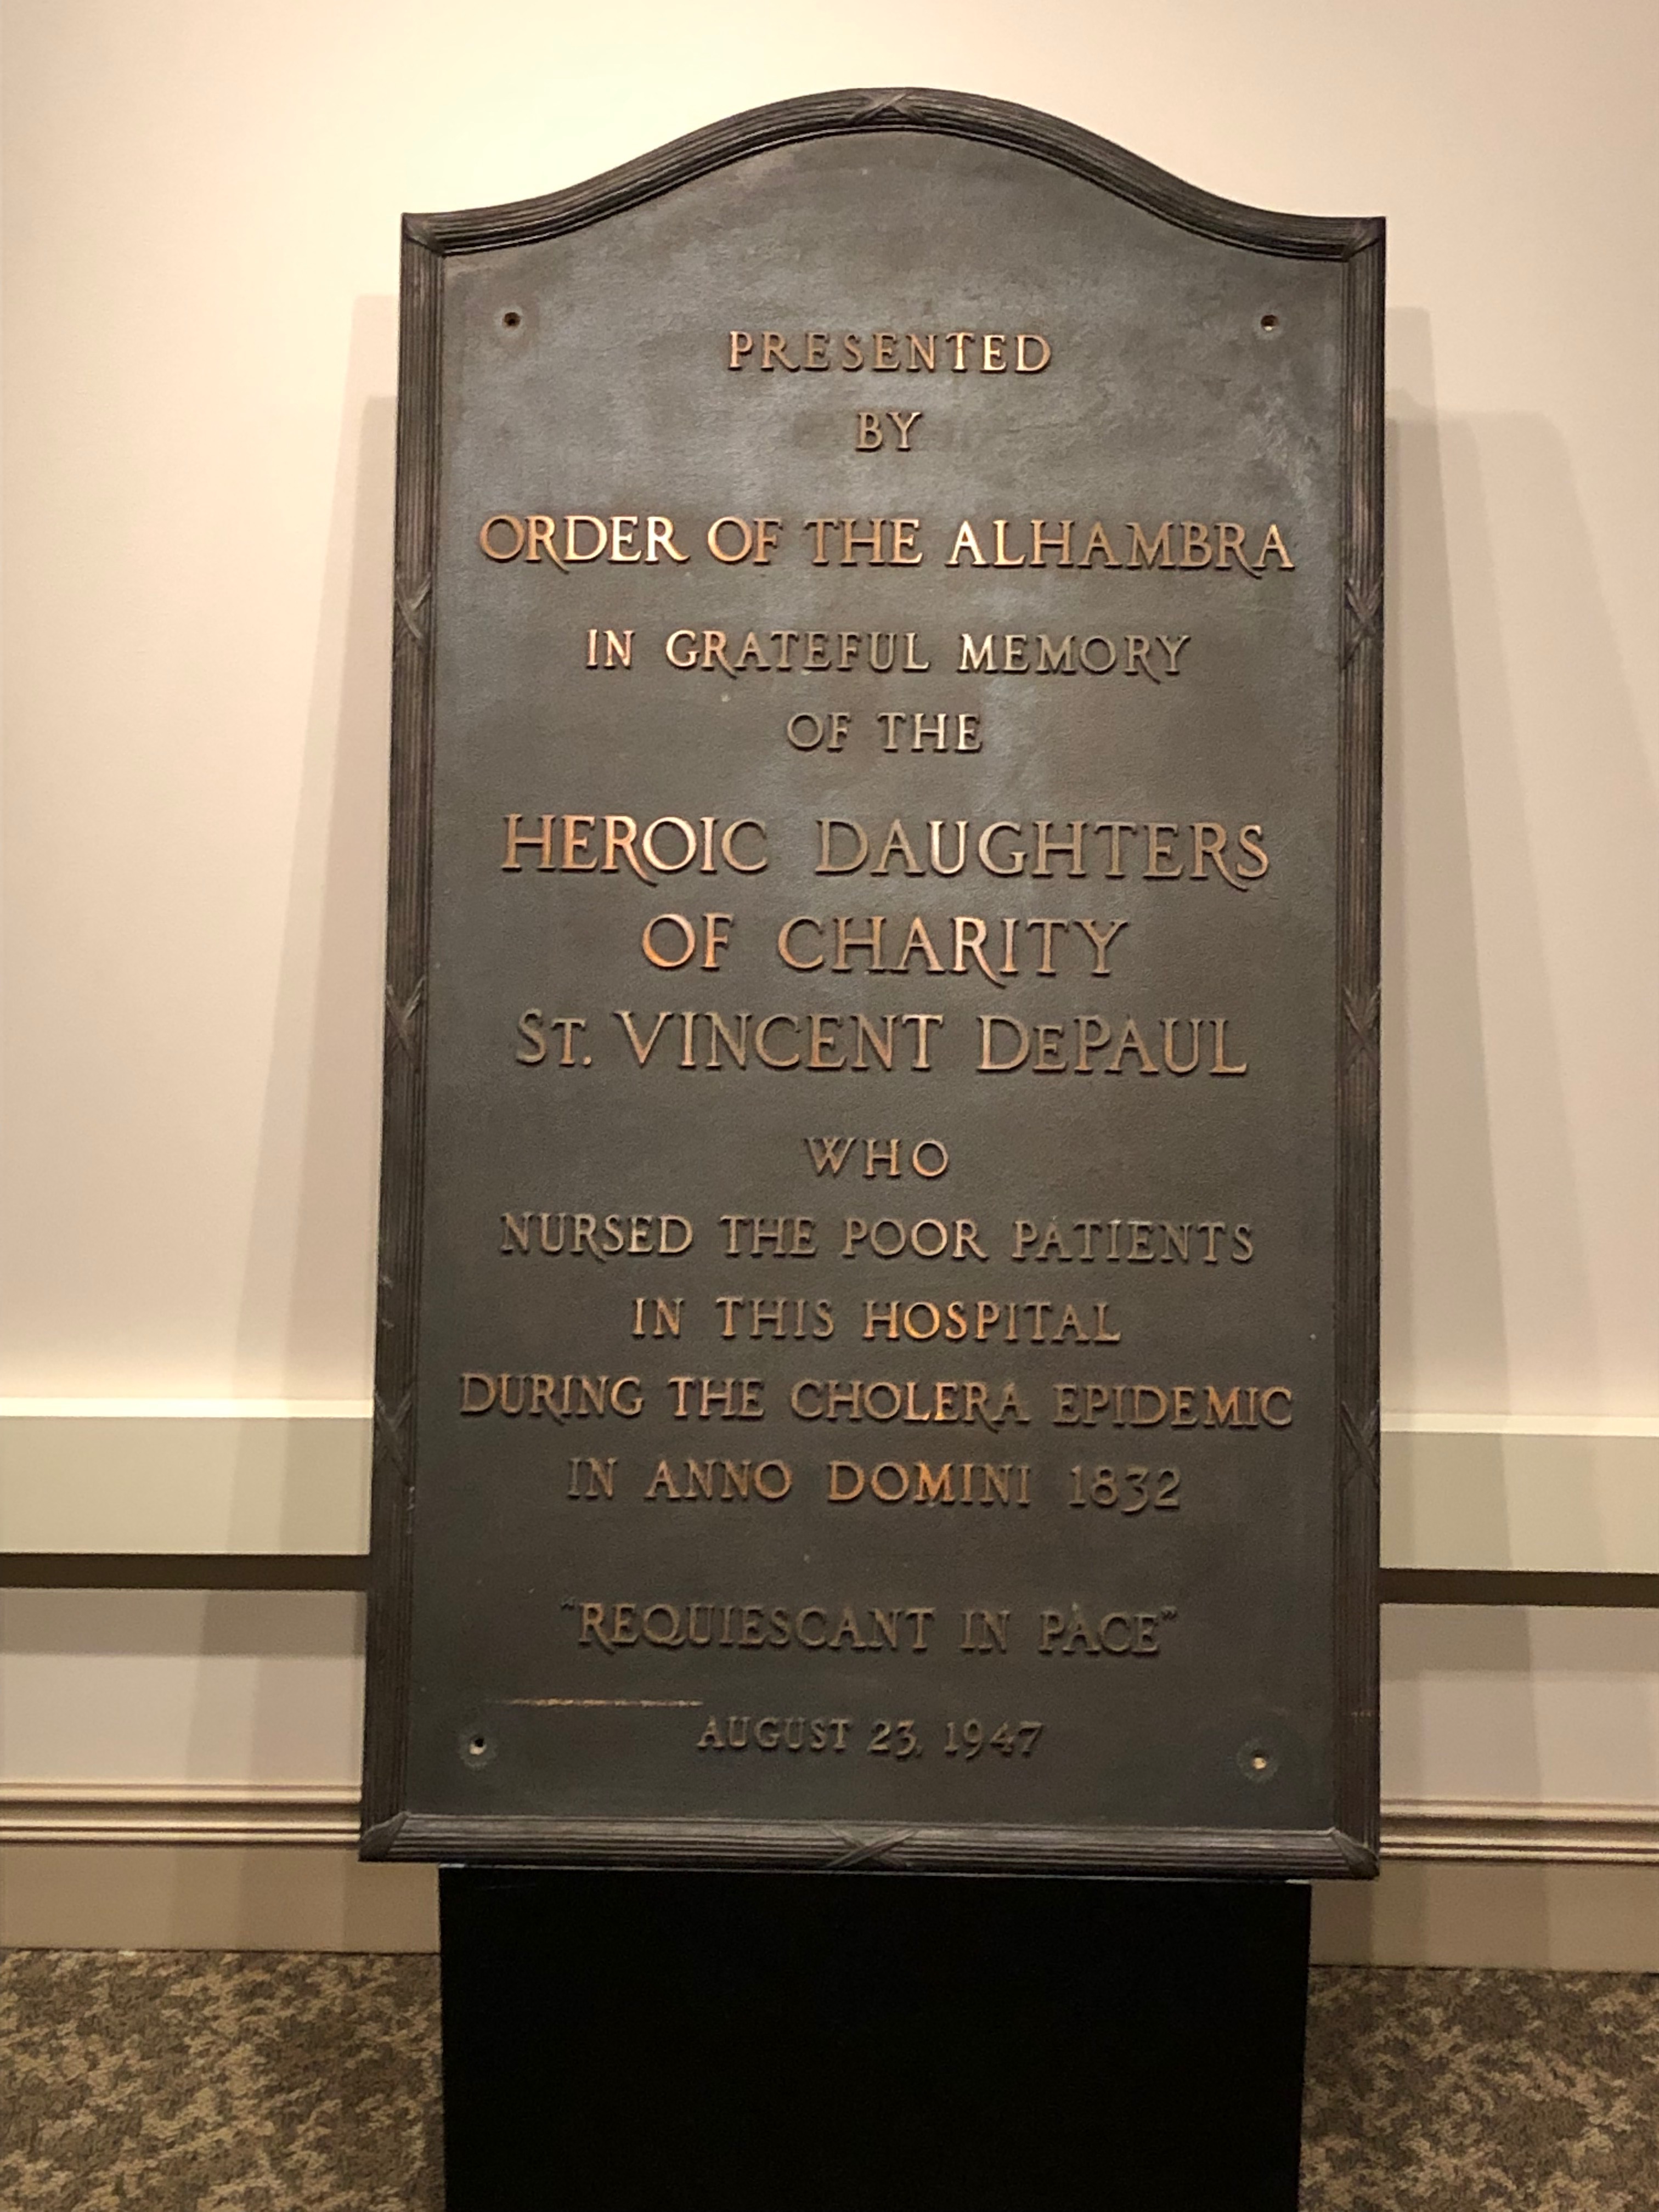 PRESENTED
BY
ORDER OF THE ALHAMBRA
IN GRATEFUL MEMORY
OF THE
HEROIC DAUGHTERS
OF CHARITY
ST. VINCENT DEPAUL
WHO
NURSED THE POOR PATIENTS
IN THIS HOSPITAL
DURING THE CHOLERA EPIDEMIC
IN ANNO DOMINI 1832
"REQUIESCANT IN PACE"
AUGUST 23, 1947